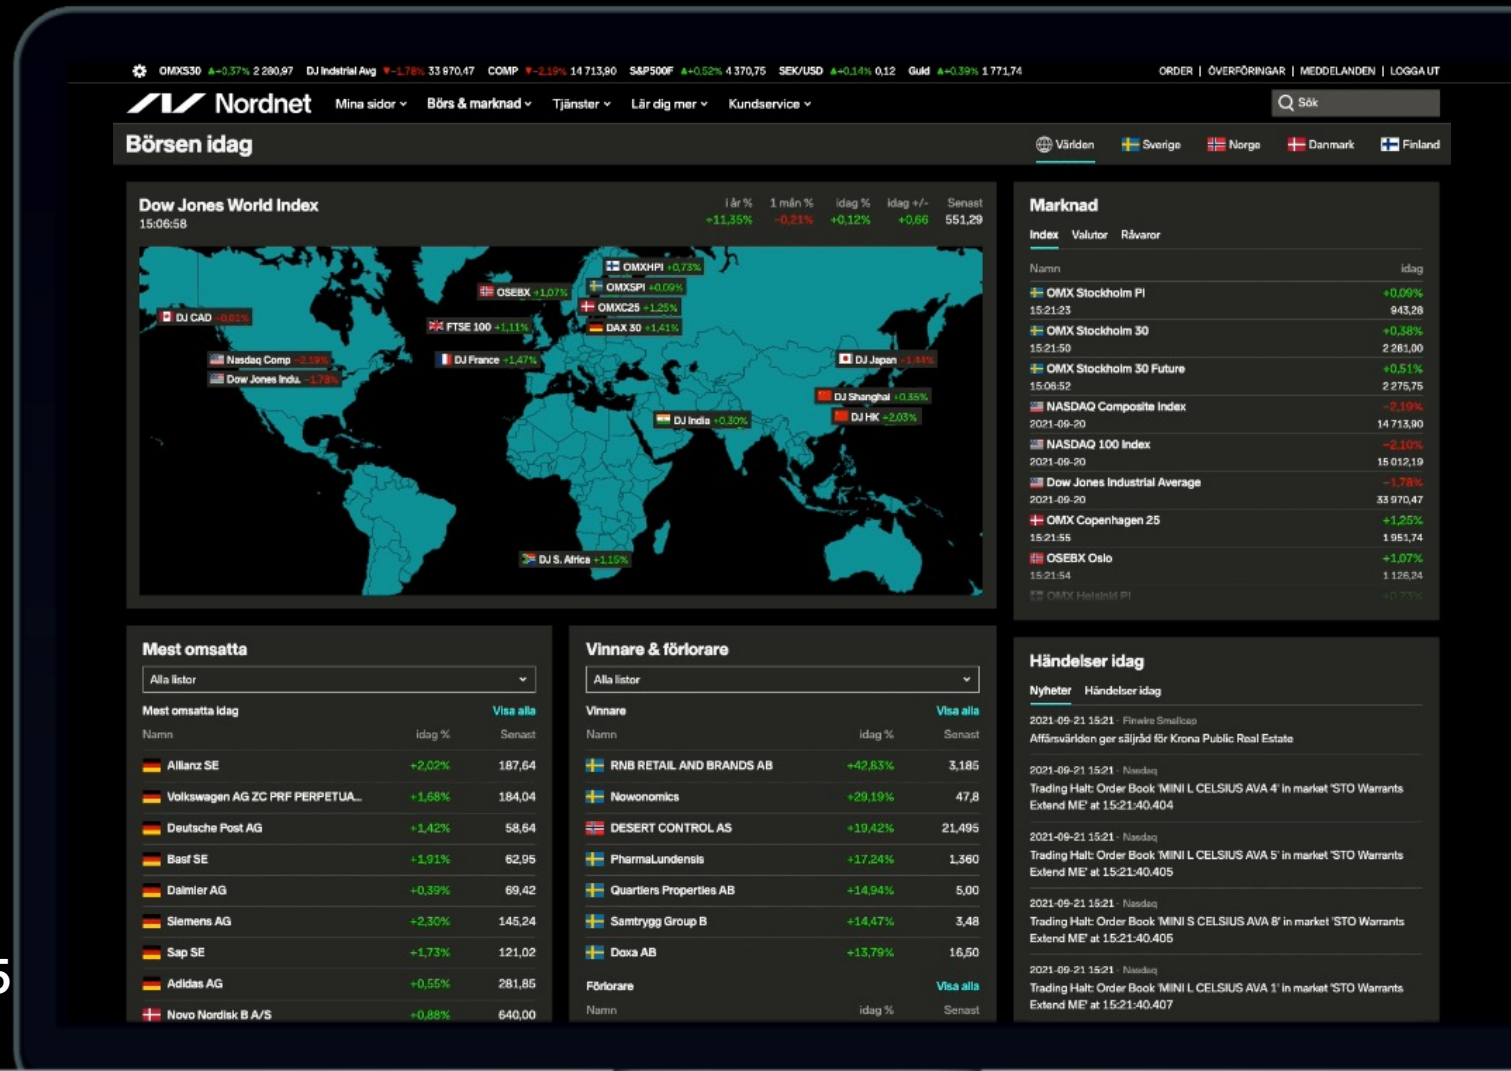 OMXS30 ▲+0,37% 2 280,97 DJ Indstrial Avg ▼-1,78% 33 970,47 COMP ▼-2,19% 14 713,90 S&P500F ▲+0,52% 4 370,75 SEK/USD ▲+0,14% 0,12 Guld ▲+0,39% 1 771,74 ORDER | ÖVERFÖRINGAR | MEDDELANDEN | LOGGA UT
Nordnet Mina sidor Börs & marknad Tjänster Lär dig mer Kundservice Sök
Börsen idag Världen Sverige Norge Danmark Finland
Dow Jones World Index
15:06:58
i år % 1 mån % idag % idag +/- Senast
+11,35% -0,21% +0,12% +0,66 551,29
OMXHPI +0,73%
OMXSPI +0,09%
OSEBX +1,07%
OMXC25 +1,25%
DJ CAD -0,01%
FTSE 100 +1,11%
DAX 30 +1,41%
Nasdaq Comp -2,19%
DJ France +1,47%
DJ Japan -1,44%
Dow Jones Indu. -1,78%
DJ Shanghai +0,35%
DJ India +0,30%
DJ HK +2,03%
DJ S. Africa +1,15%
Marknad
Index Valutor Råvaror
Namn idag
OMX Stockholm PI +0,09%
15:21:23 943,28
OMX Stockholm 30 +0,38%
15:21:50 2 281,00
OMX Stockholm 30 Future +0,51%
15:06:52 2 275,75
NASDAQ Composite Index -2,19%
2021-09-20 14 713,90
NASDAQ 100 Index -2,10%
2021-09-20 15 012,19
Dow Jones Industrial Average -1,78%
2021-09-20 33 970,47
OMX Copenhagen 25 +1,25%
15:21:55 1 951,74
OSEBX Oslo +1,07%
15:21:54 1 126,24
OMX Helsinki PI +0,73%
Mest omsatta
Alla listor
Mest omsatta idag Visa alla
Namn idag % Senast
Allianz SE +2,02% 187,64
Volkswagen AG ZC PRF PERPETUA... +1,68% 184,04
Deutsche Post AG +1,42% 58,64
Basf SE +1,91% 62,95
Daimler AG +0,39% 69,42
Siemens AG +2,30% 145,24
Sap SE +1,73% 121,02
Adidas AG +0,55% 281,85
Novo Nordisk B A/S +0,88% 640,00
Vinnare & förlorare
Alla listor
Vinnare Visa alla
Namn idag % Senast
RNB RETAIL AND BRANDS AB +42,83% 3,185
Nowonomics +29,19% 47,8
DESERT CONTROL AS +19,42% 21,495
PharmaLundensis +17,24% 1,360
Quartiers Properties AB +14,94% 5,00
Samtrygg Group B +14,47% 3,48
Doxa AB +13,79% 16,50
Förlorare Visa alla
Namn idag % Senast
Händelser idag
Nyheter Händelser idag
2021-09-21 15:21 · Finwire Smallcap
Affärsvärlden ger säljråd för Krona Public Real Estate
2021-09-21 15:21 · Nasdaq
Trading Halt: Order Book 'MINI L CELSIUS AVA 4' in market 'STO Warrants
Extend ME' at 15:21:40.404
2021-09-21 15:21 · Nasdaq
Trading Halt: Order Book 'MINI L CELSIUS AVA 5' in market 'STO Warrants
Extend ME' at 15:21:40.405
2021-09-21 15:21 · Nasdaq
Trading Halt: Order Book 'MINI S CELSIUS AVA 8' in market 'STO Warrants
Extend ME' at 15:21:40.405
2021-09-21 15:21 · Nasdaq
Trading Halt: Order Book 'MINI L CELSIUS AVA 1' in market 'STO Warrants
Extend ME' at 15:21:40.407
5